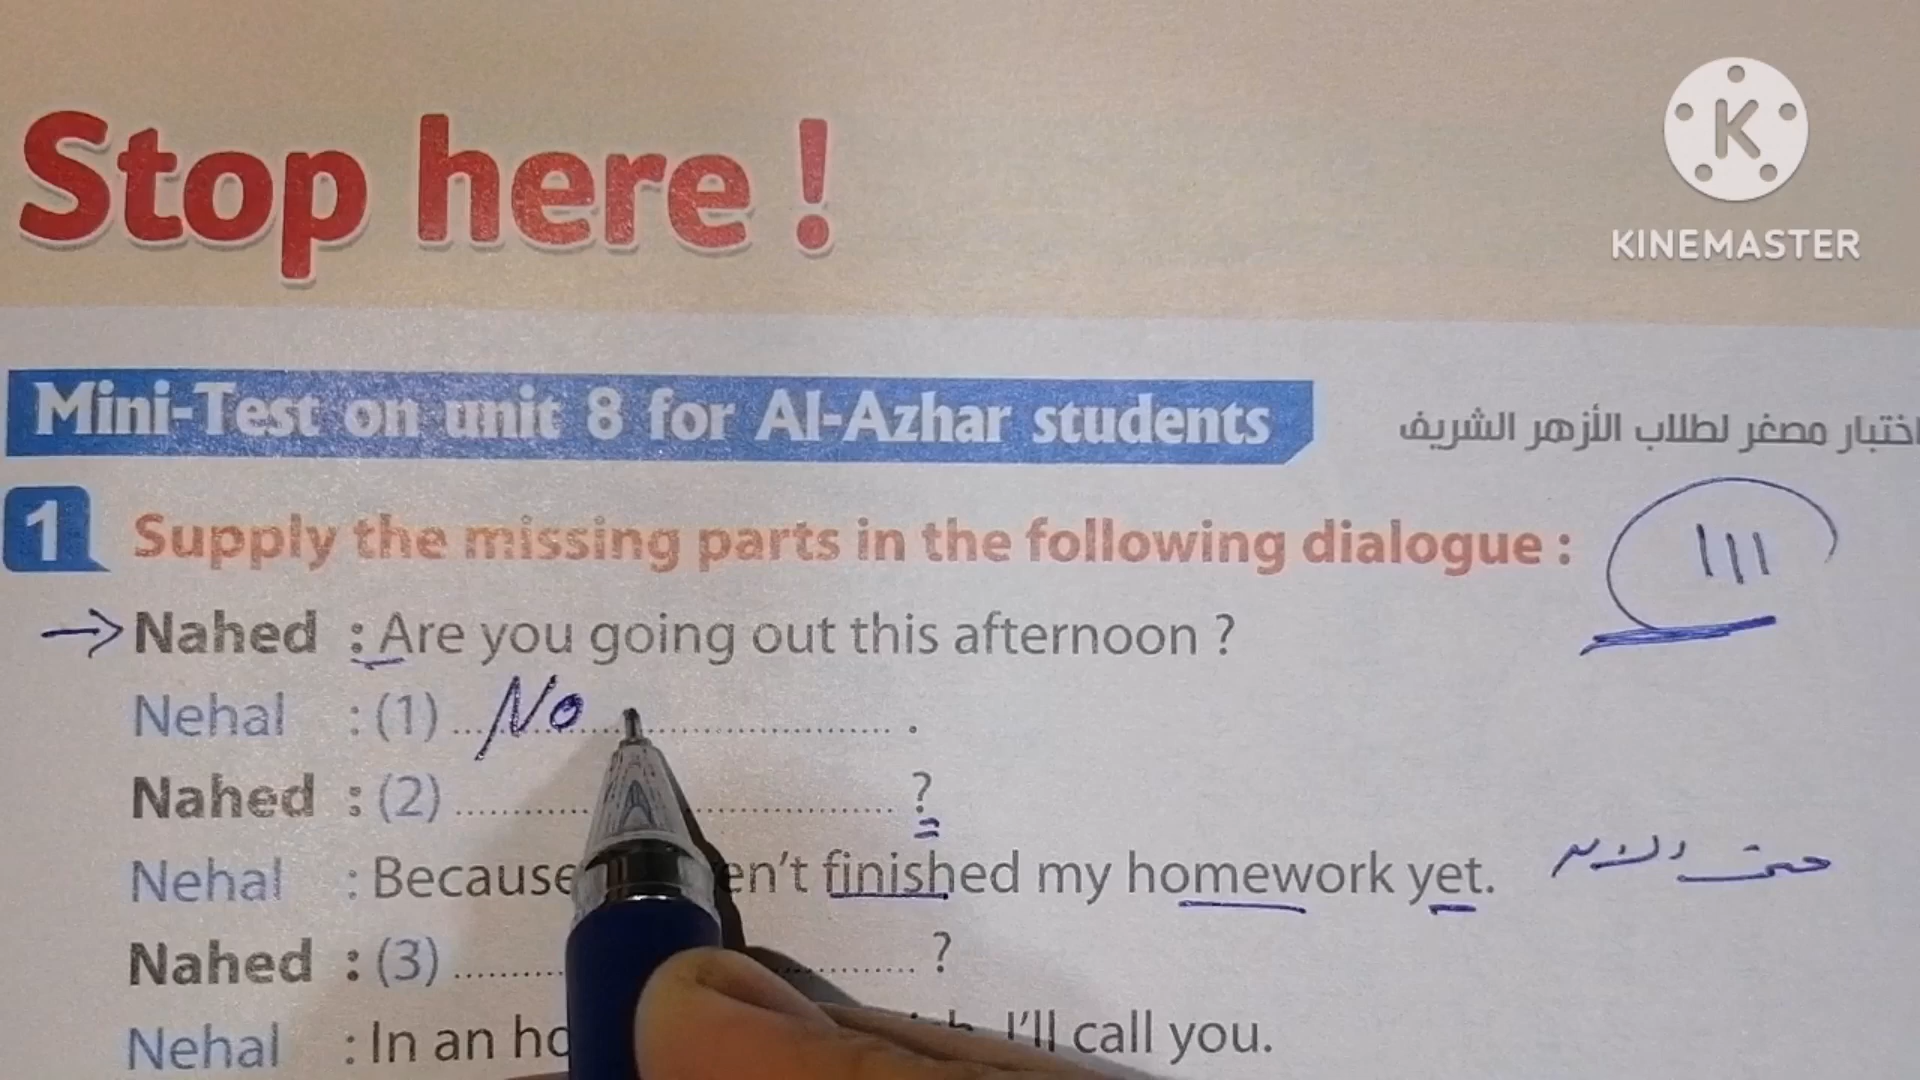 Stop here !
K
KINEMASTER
Mini-Test on unit 8 for Al-Azhar students
اختبار مصغر لطلاب الأزهر الشريف
1 Supply the missing parts in the following dialogue :
111
→ Nahed : Are you going out this afternoon ?
Nehal : (1) ... No ... .
Nahed : (2) ... ?
Nehal : Because finished my homework yet.
Nahed : (3) ... ?
Nehal : In an I'll call you.